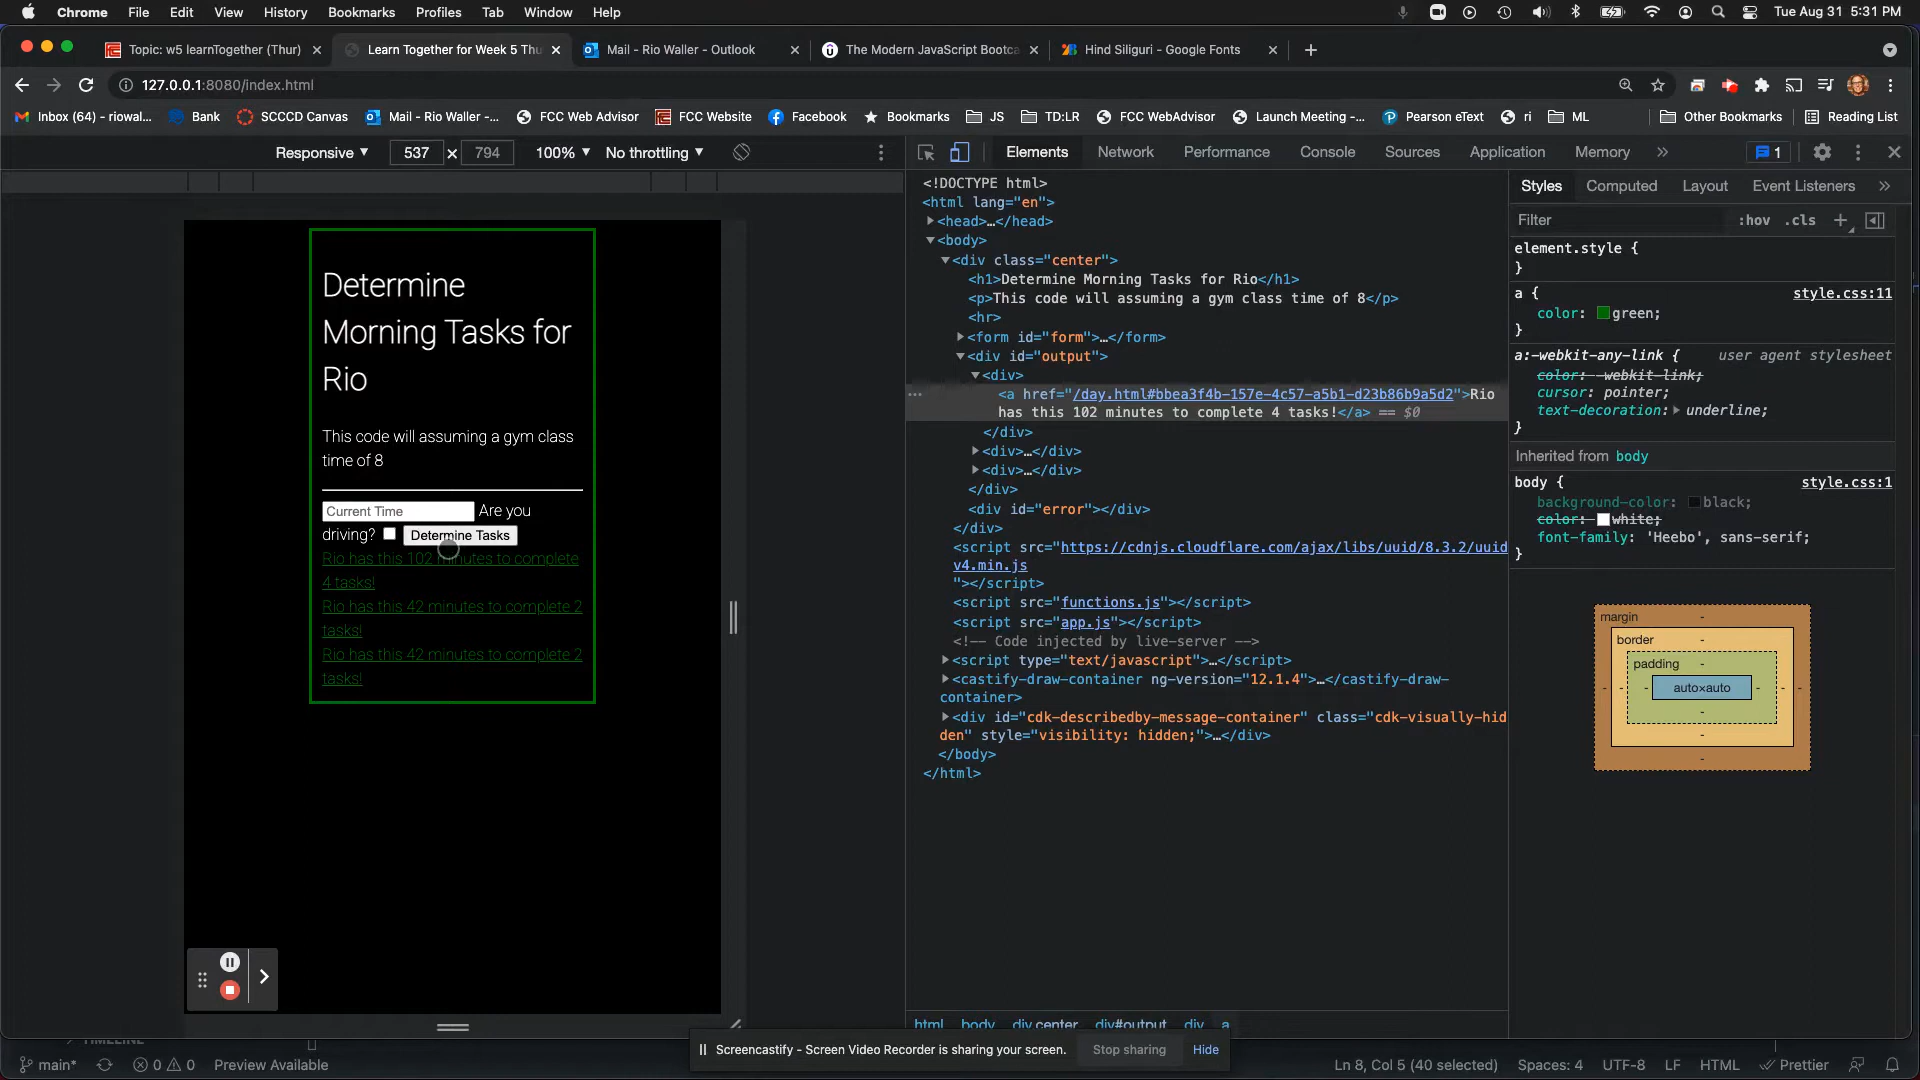 Chrome File Edit View History Bookmarks Profiles Tab Window Help Tue Aug 31 5:31 PM
Topic: w5 learnTogether (Thur) Learn Together for Week 5 Thu Mail - Rio Waller - Outlook The Modern JavaScript Bootca Hind Siliguri - Google Fonts
127.0.0.1:8080/index.html
Inbox (64) - riowal... Bank SCCCD Canvas Mail - Rio Waller -... FCC Web Advisor FCC Website Facebook Bookmarks JS TD:LR FCC WebAdvisor Launch Meeting -... Pearson eText ri ML Other Bookmarks Reading List
Responsive 537 x 794 100% No throttling
Elements Network Performance Console Sources Application Memory 1
Determine
Morning Tasks for
Rio
This code will assuming a gym class
time of 8
Current Time Are you
driving? Determine Tasks
Rio has this 102 minutes to complete
4 tasks!
Rio has this 42 minutes to complete 2
tasks!
Rio has this 42 minutes to complete 2
tasks!
<!DOCTYPE html>
<html lang="en">
<head>…</head>
<body>
<div class="center">
<h1>Determine Morning Tasks for Rio</h1>
<p>This code will assuming a gym class time of 8</p>
<hr>
<form id="form">…</form>
<div id="output">
<div>
<a href="/day.html#bbea3f4b-157e-4c57-a5b1-d23b86b9a5d2">Rio
has this 102 minutes to complete 4 tasks!</a> == $0
</div>
<div>…</div>
<div>…</div>
</div>
<div id="error"></div>
</div>
<script src="https://cdnjs.cloudflare.com/ajax/libs/uuid/8.3.2/uuid
v4.min.js
"></script>
<script src="functions.js"></script>
<script src="app.js"></script>
<!-- Code injected by live-server -->
<script type="text/javascript">…</script>
<castify-draw-container ng-version="12.1.4">…</castify-draw-
container>
<div id="cdk-describedby-message-container" class="cdk-visually-hid
den" style="visibility: hidden;">…</div>
</body>
</html>
html body div.center div#output div a
Styles Computed Layout Event Listeners
Filter :hov .cls
element.style {
}
a { style.css:11
color: green;
}
a:-webkit-any-link { user agent stylesheet
color: -webkit-link;
cursor: pointer;
text-decoration: underline;
}
Inherited from body
body { style.css:1
background-color: black;
color: white;
font-family: 'Heebo', sans-serif;
}
margin -
border -
padding -
- - - auto×auto - - -
-
-
-
Screencastify - Screen Video Recorder is sharing your screen. Stop sharing Hide
TIMELINE
main* 0 0 Preview Available Ln 8, Col 5 (40 selected) Spaces: 4 UTF-8 LF HTML Prettier